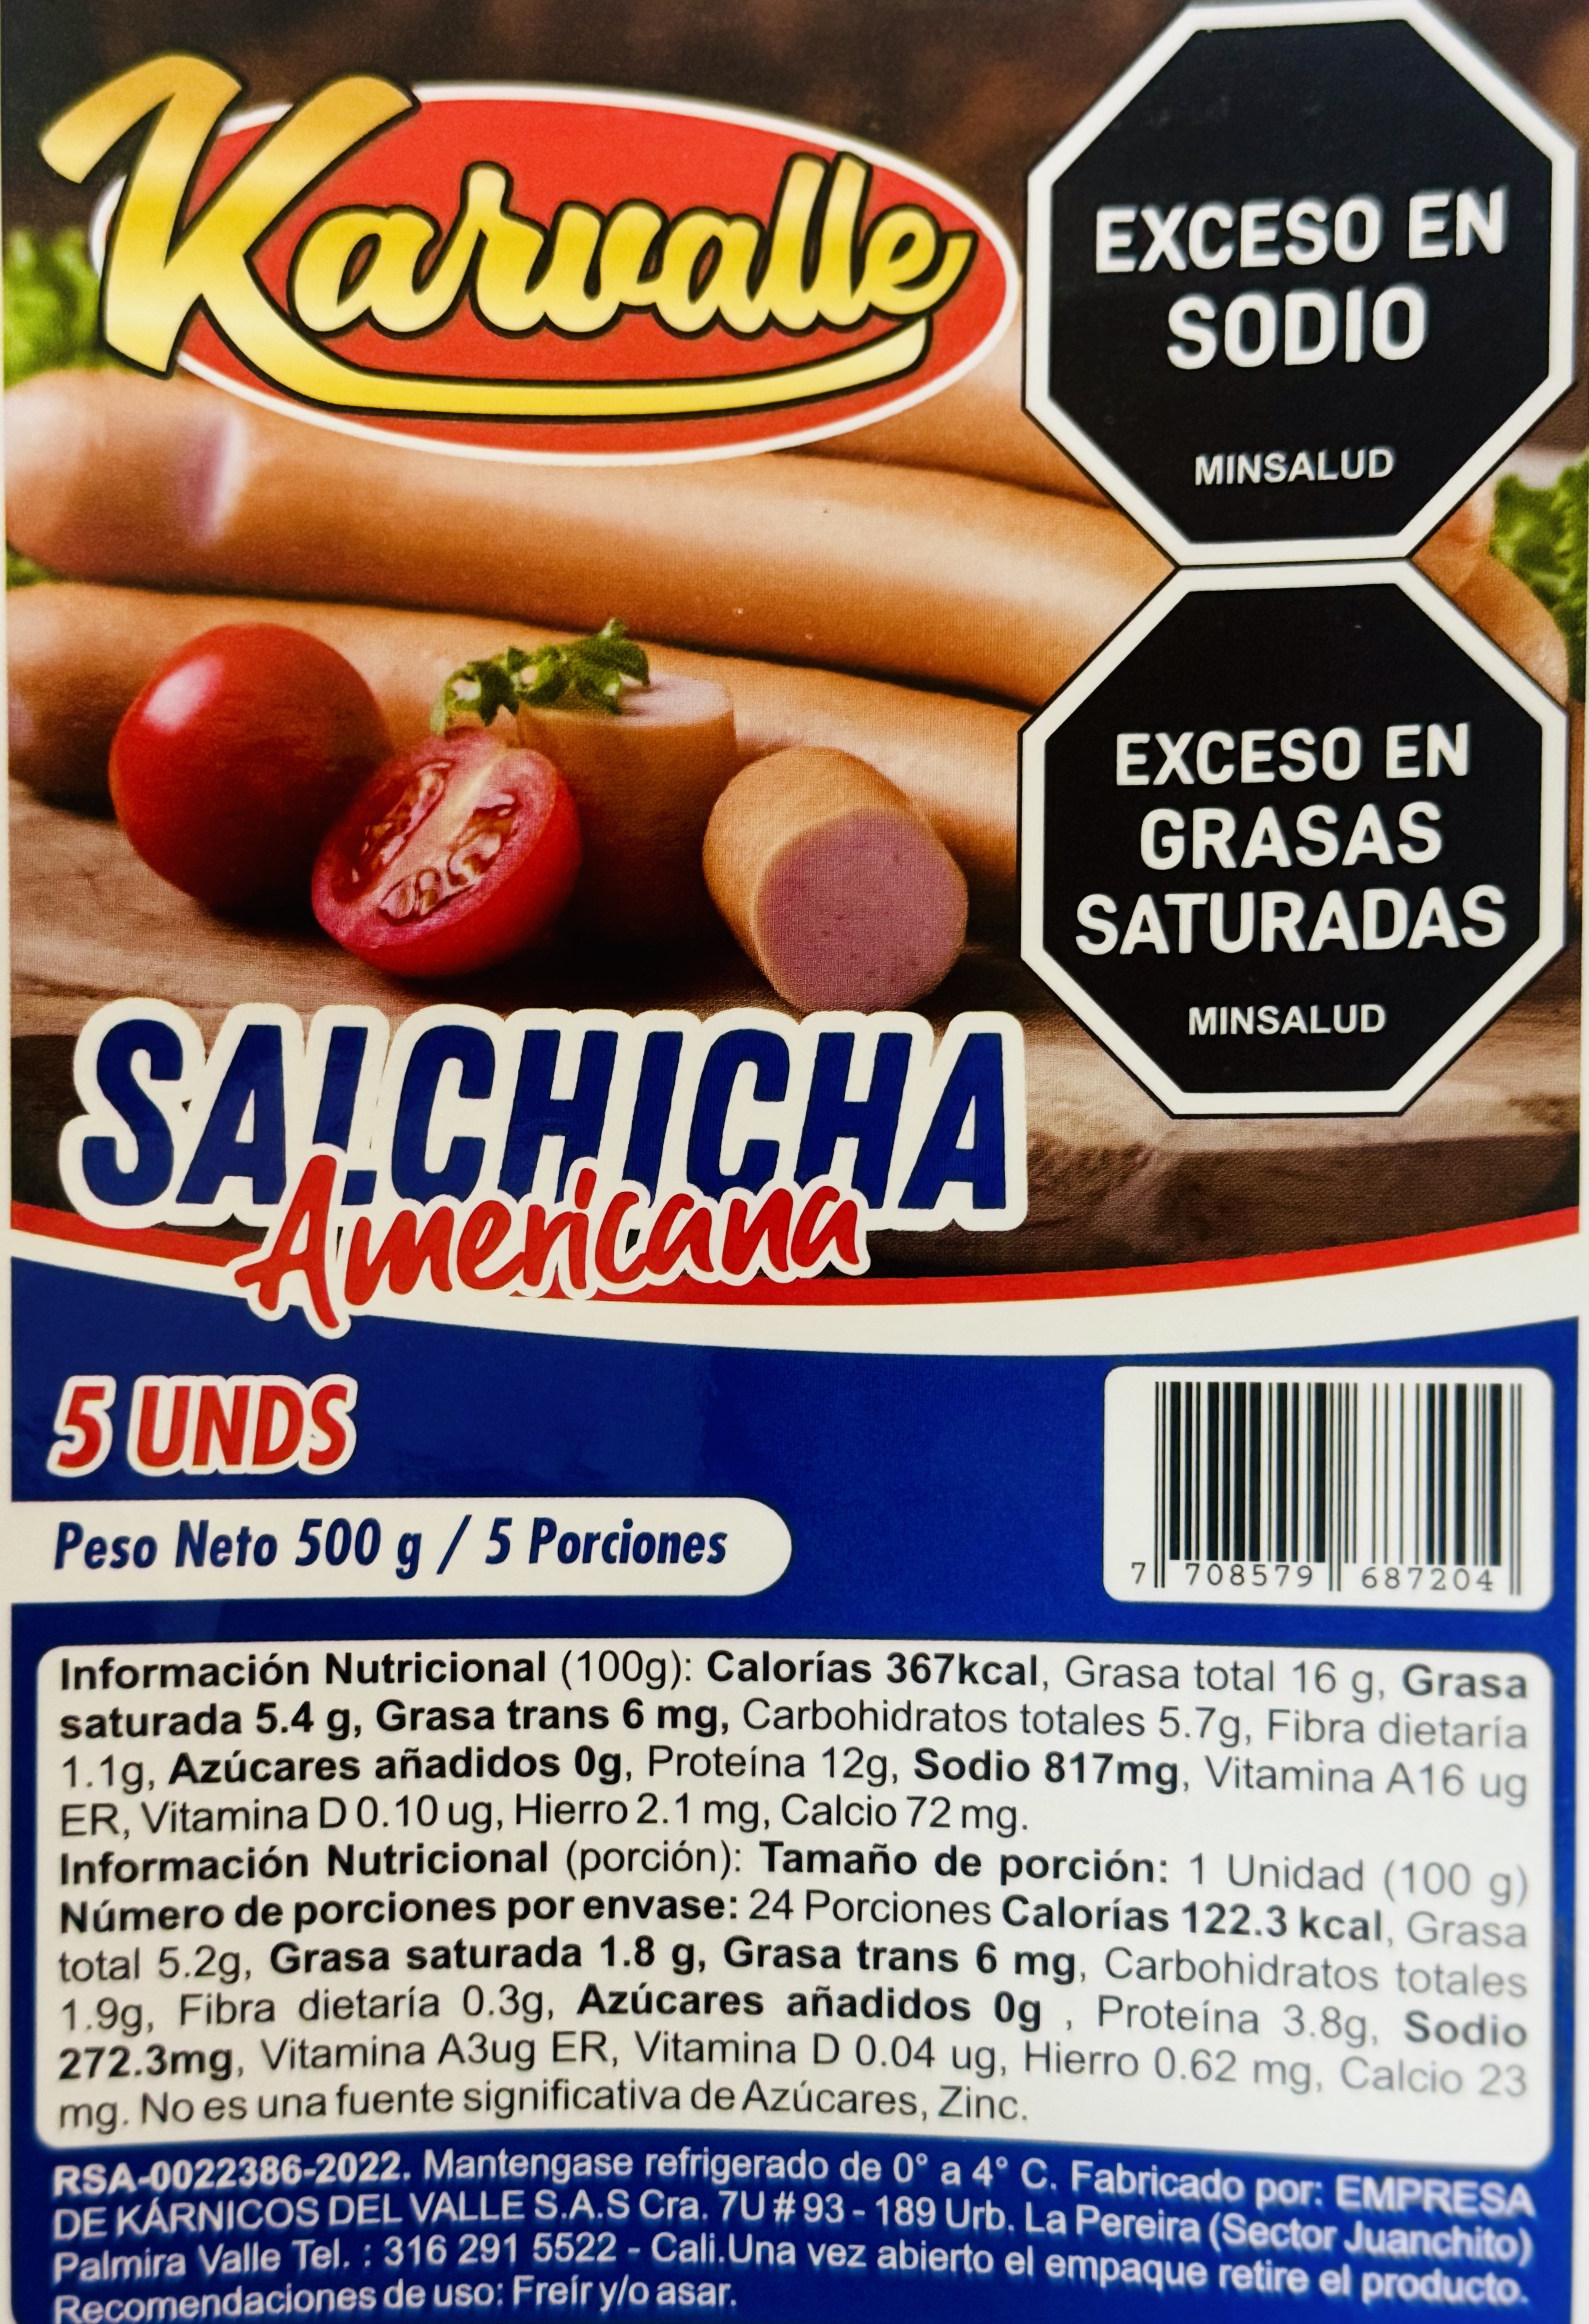 Karvalle
EXCESO EN
SODIO
MINSALUD
EXCESO EN
GRASAS
SATURADAS
MINSALUD
SALCHICHA
Americana
5 UNDS
Peso Neto 500 g / 5 Porciones
7 708579 687204
Información Nutricional (100g): Calorías 367kcal, Grasa total 16 g, Grasa
saturada 5.4 g, Grasa trans 6 mg, Carbohidratos totales 5.7g, Fibra dietaría
1.1g, Azúcares añadidos 0g, Proteína 12g, Sodio 817mg, Vitamina A16 ug
ER, Vitamina D 0.10 ug, Hierro 2.1 mg, Calcio 72 mg.
Información Nutricional (porción): Tamaño de porción: 1 Unidad (100 g)
Número de porciones por envase: 24 Porciones Calorías 122.3 kcal, Grasa
total 5.2g, Grasa saturada 1.8 g, Grasa trans 6 mg, Carbohidratos totales
1.9g, Fibra dietaría 0.3g, Azúcares añadidos 0g , Proteína 3.8g, Sodio
272.3mg, Vitamina A3ug ER, Vitamina D 0.04 ug, Hierro 0.62 mg, Calcio 23
mg. No es una fuente significativa de Azúcares, Zinc.
RSA-0022386-2022. Mantengase refrigerado de 0° a 4° C. Fabricado por: EMPRESA
DE KÁRNICOS DEL VALLE S.A.S Cra. 7U # 93 - 189 Urb. La Pereira (Sector Juanchito)
Palmira Valle Tel. : 316 291 5522 - Cali.Una vez abierto el empaque retire el producto.
Recomendaciones de uso: Freír y/o asar.